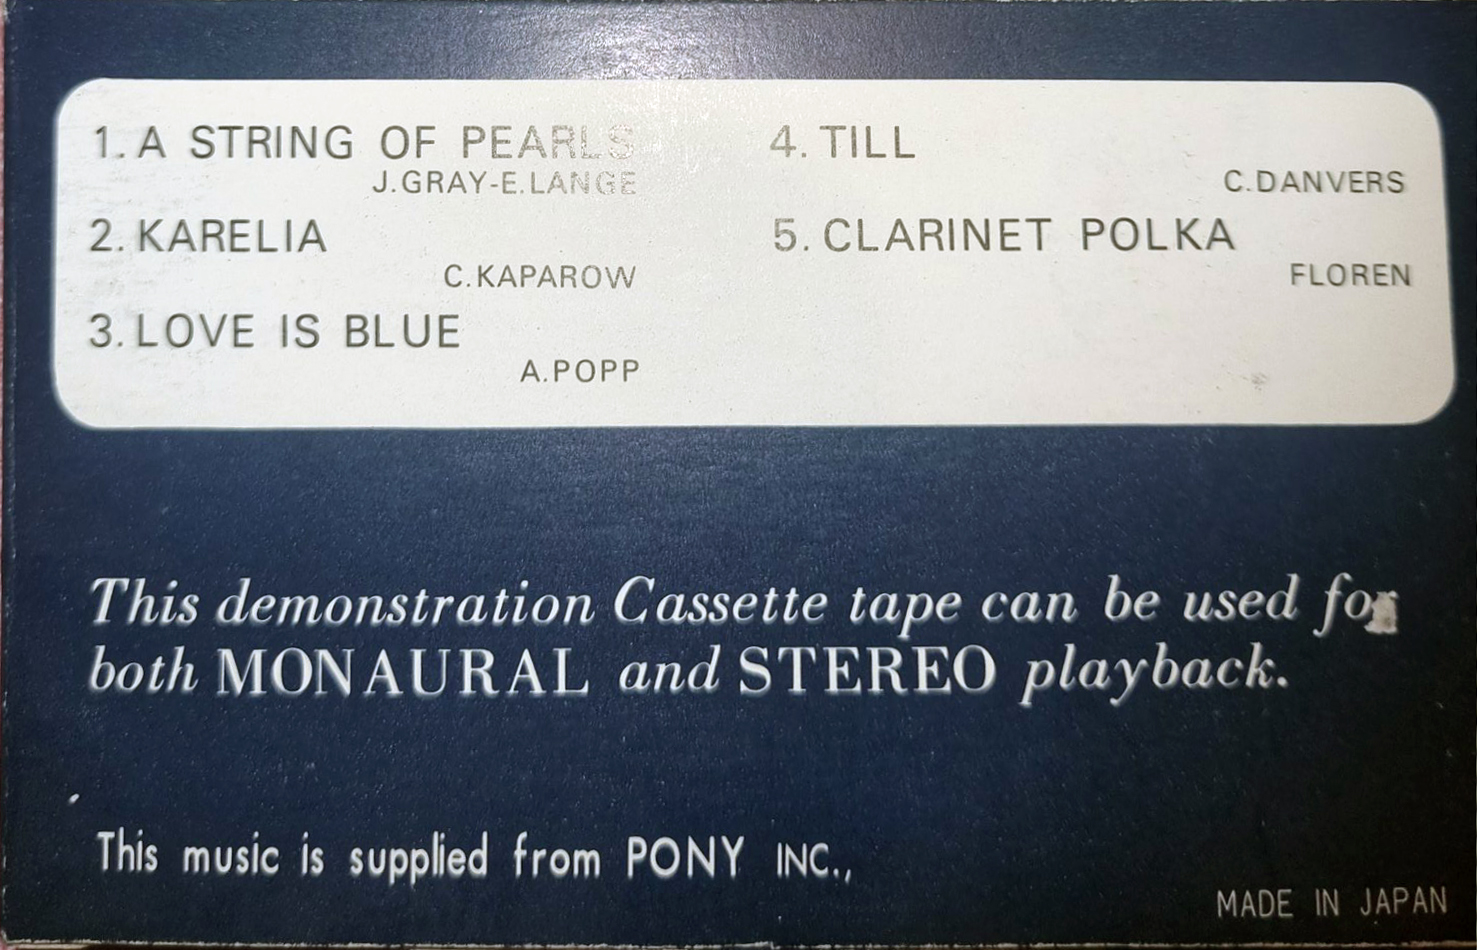 1. A STRING OF PEARLS
J.GRAY-E.LANGE
2. KARELIA
C.KAPAROW
3. LOVE IS BLUE
A.POPP
4. TILL
C.DANVERS
5. CLARINET POLKA
FLOREN
This demonstration Cassette tape can be used for
both MONAURAL and STEREO playback.
This music is supplied from PONY INC.,
MADE IN JAPAN